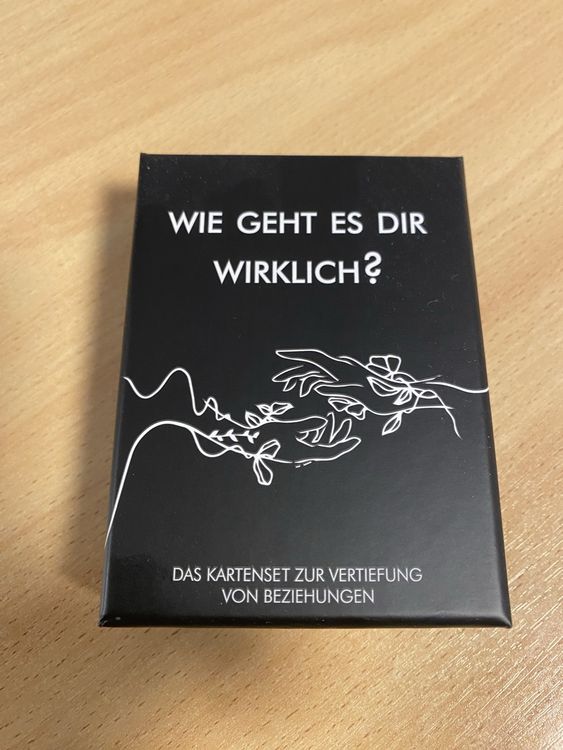 WIE GEHT ES DIR
WIRKLICH?
DAS KARTENSET ZUR VERTIEFUNG
VON BEZIEHUNGEN